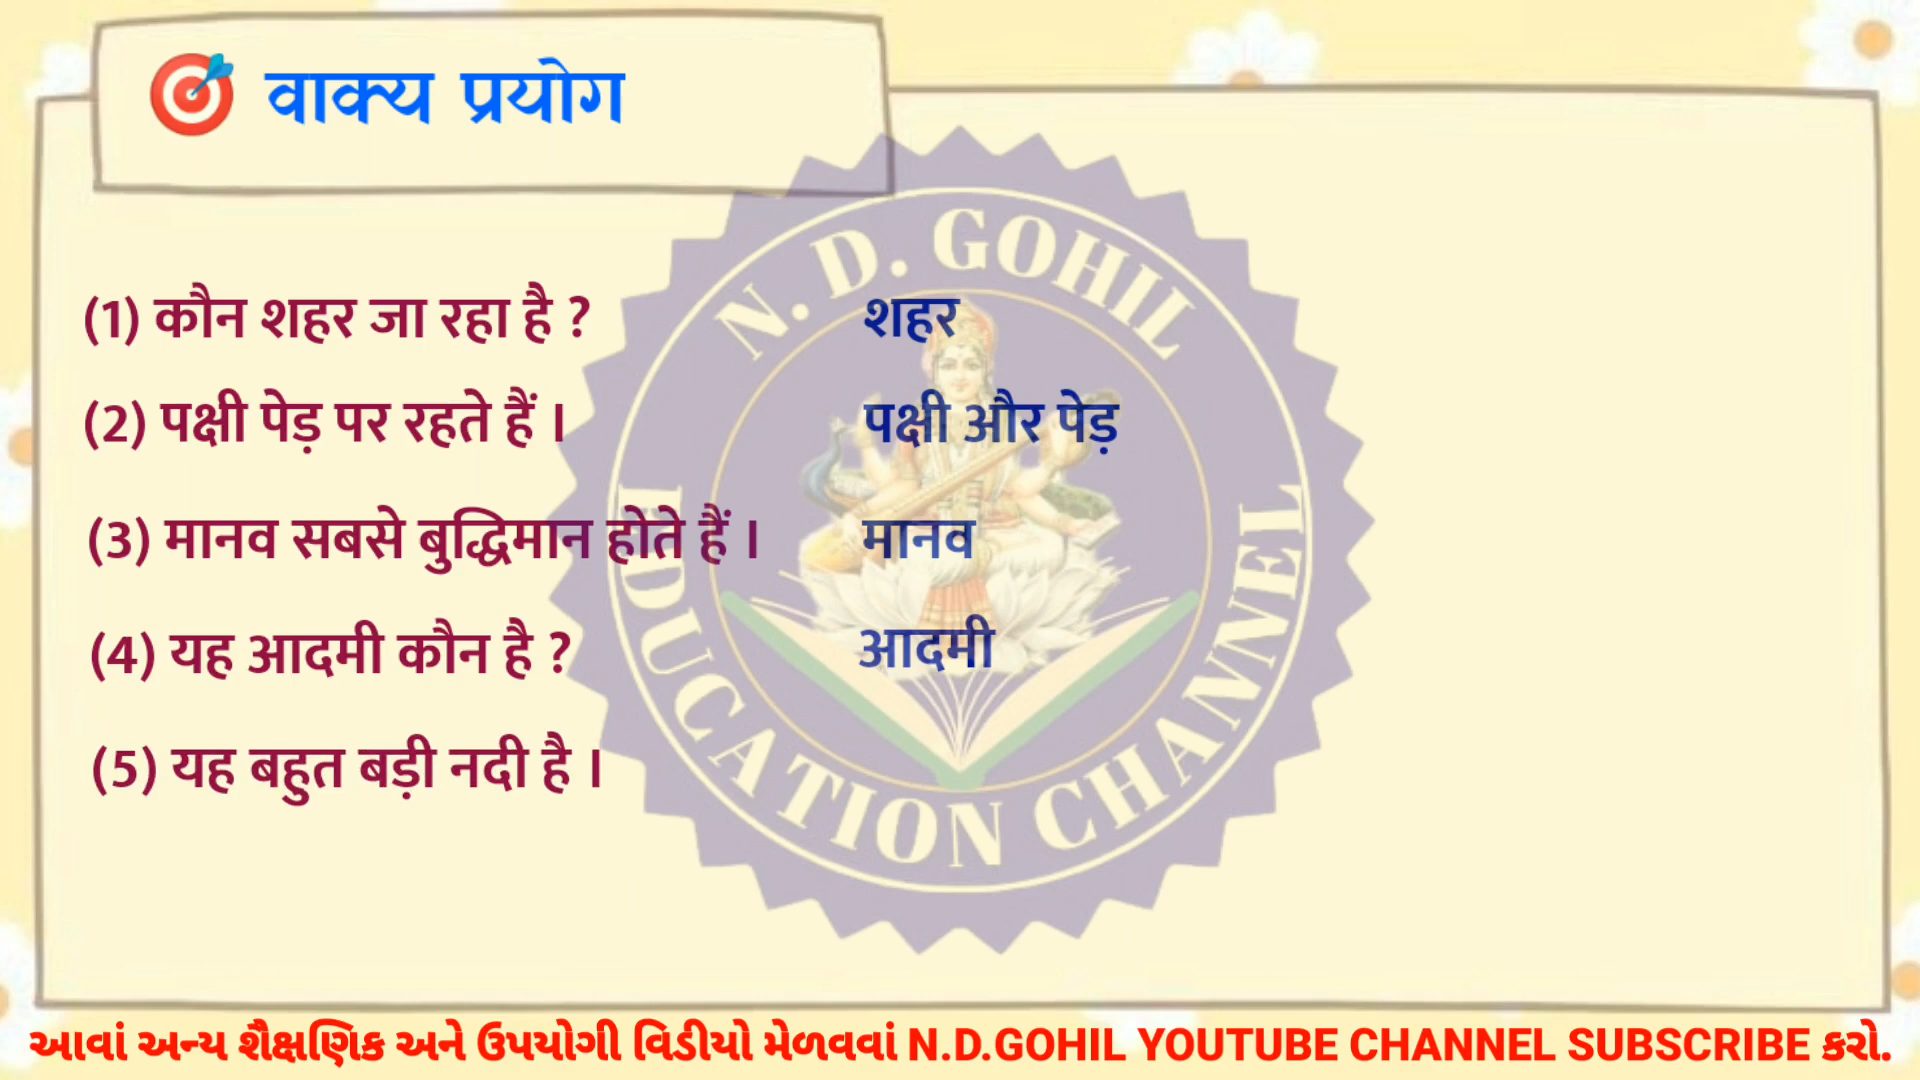 वाक्य प्रयोग
(1) कौन शहर जा रहा है ? शहर
(2) पक्षी पेड़ पर रहते हैं । पक्षी और पेड़
(3) मानव सबसे बुद्धिमान होते हैं । मानव
(4) यह आदमी कौन है ? आदमी
(5) यह बहुत बड़ी नदी है ।
N. D. GOHIL
EDUCATION CHANNEL
આવાં અન્ય શૈક્ષણિક અને ઉપયોગી વિડીયો મેળવવાં N.D.GOHIL YOUTUBE CHANNEL SUBSCRIBE કરો.